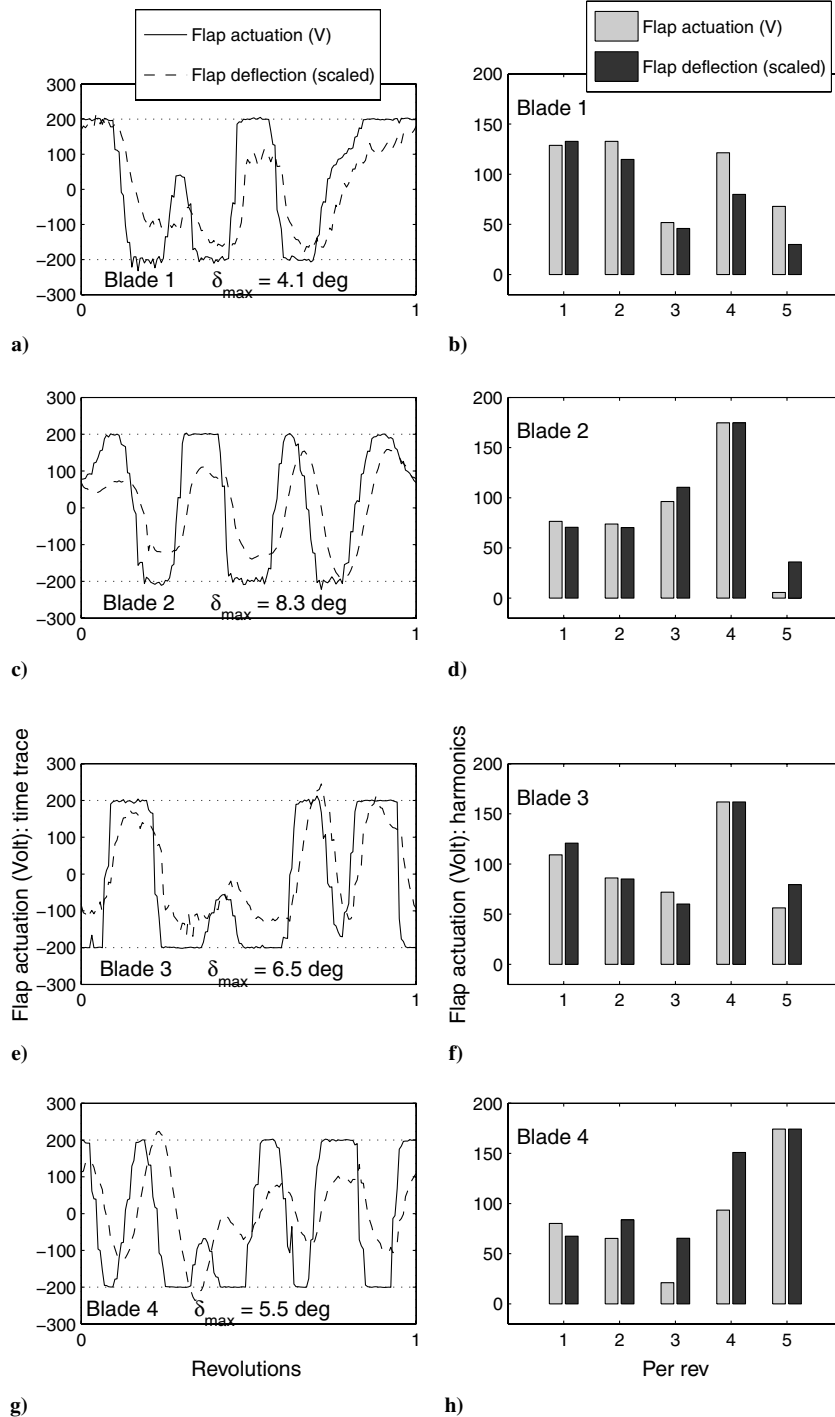 Flap actuation (V)
Flap deflection (scaled)
300
200
100
0
−100
−200
−300
Blade 1 δmax = 4.1 deg
0 1
a)
Flap actuation (V)
Flap deflection (scaled)
200
150
100
50
0
Blade 1
1 2 3 4 5
b)
300
200
100
0
−100
−200
−300
Blade 2 δmax = 8.3 deg
0 1
c)
200
150
100
50
0
Blade 2
1 2 3 4 5
d)
Flap actuation (Volt): time trace
300
200
100
0
−100
−200
−300
Blade 3 δmax = 6.5 deg
0 1
e)
Flap actuation (Volt): harmonics
200
150
100
50
0
Blade 3
1 2 3 4 5
f)
300
200
100
0
−100
−200
−300
Blade 4 δmax = 5.5 deg
0 1
Revolutions
g)
200
150
100
50
0
Blade 4
1 2 3 4 5
Per rev
h)